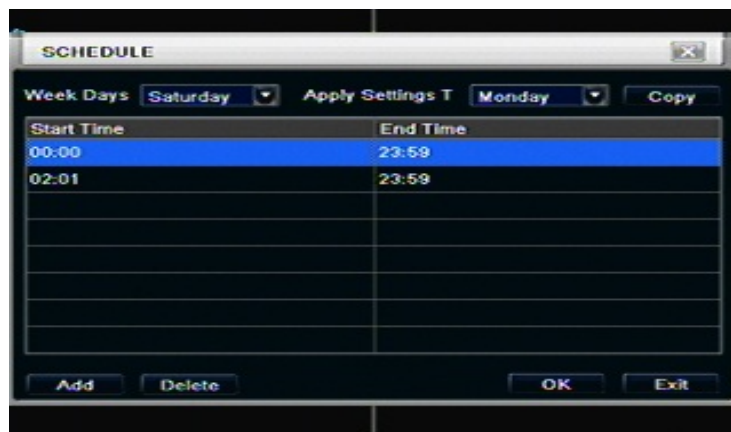 SCHEDULE
Week Days Saturday Apply Settings T Monday Copy
Start Time End Time
00:00 23:59
02:01 23:59
Add Delete OK Exit